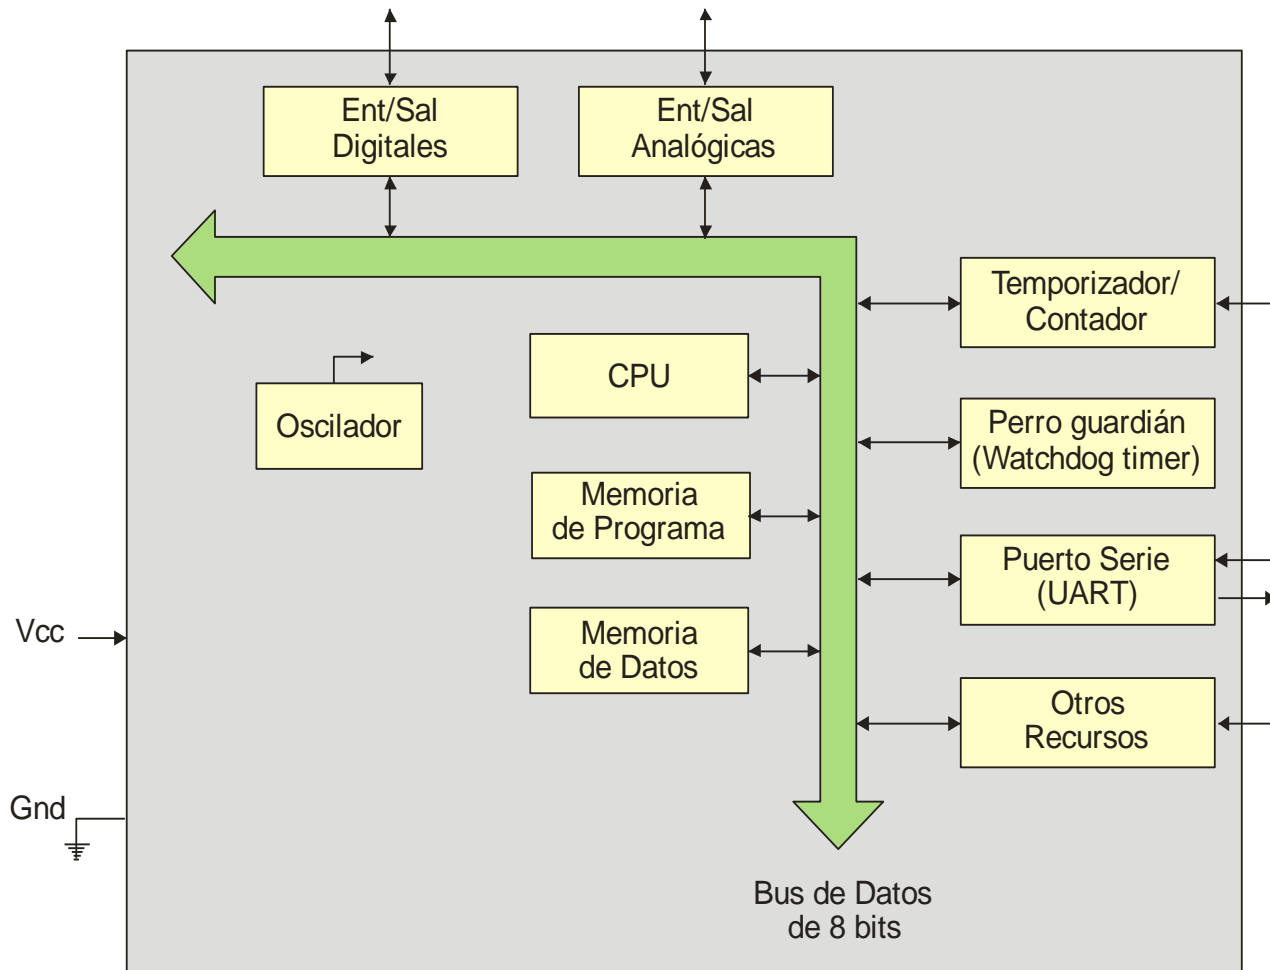 Ent/Sal
Digitales
Ent/Sal
Analógicas
Temporizador/
Contador
CPU
Oscilador
Perro guardián
(Watchdog timer)
Memoria
de Programa
Puerto Serie
(UART)
Vcc
Memoria
de Datos
Otros
Recursos
Gnd
Bus de Datos
de 8 bits